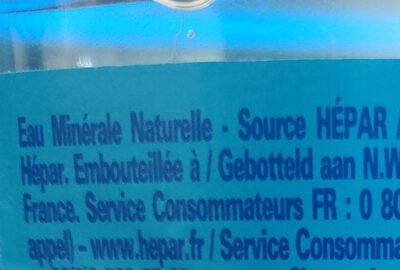 Eau Minérale Naturelle - Source HÉPAR
Hépar. Embouteillée à / Gebotteld aan N.W
France. Service Consommateurs FR : 0 80
appel) - www.hepar.fr / Service Consomma